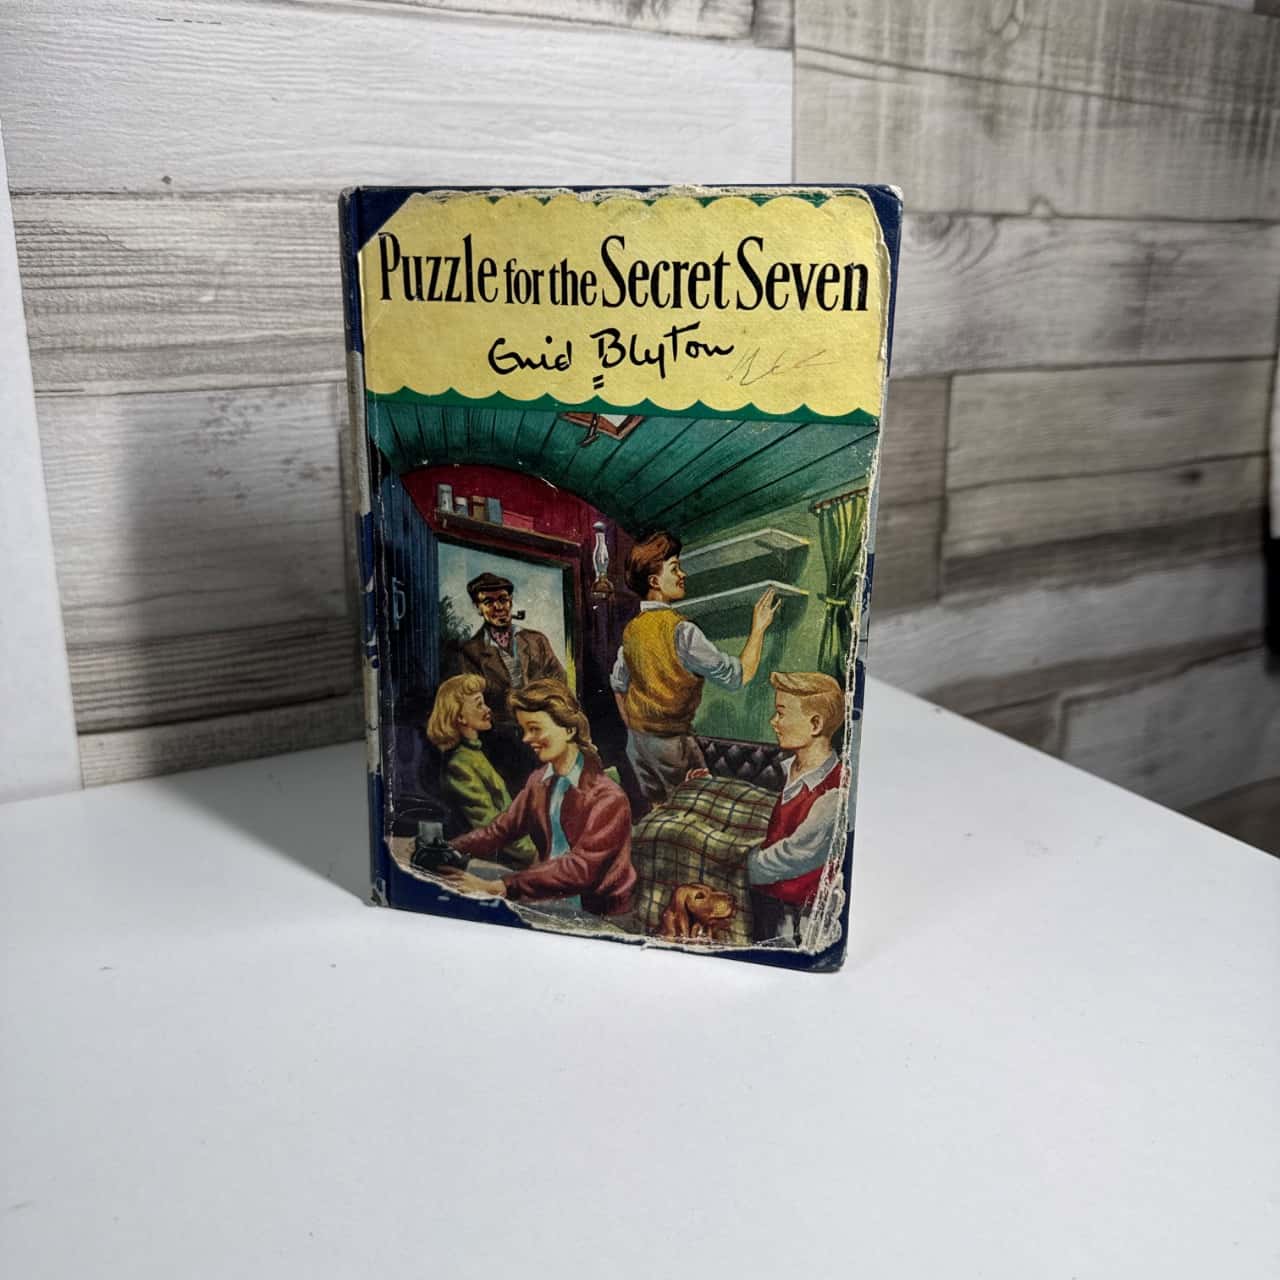 Puzzle for the Secret Seven
Enid Blyton